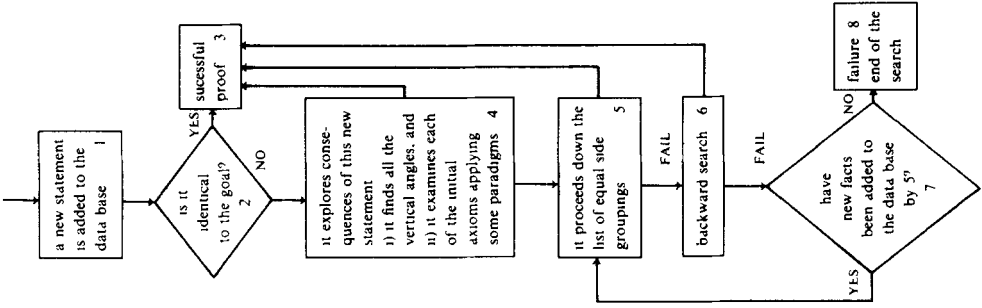 a new statement
is added to the
data base 1
is it
identical
to the goal?
2
YES
sucessful
proof 3
NO
it explores conse-
quences of this new
statement
i) it finds all the
vertical angles, and
ii) it examines each
of the initial
axioms applying
some paradigms 4
it proceeds down the
list of equal side
groupings 5
FAIL
backward search 6
FAIL
have
new facts
been added to
the data base
by 5?
7
YES
NO
failure 8
end of the
search